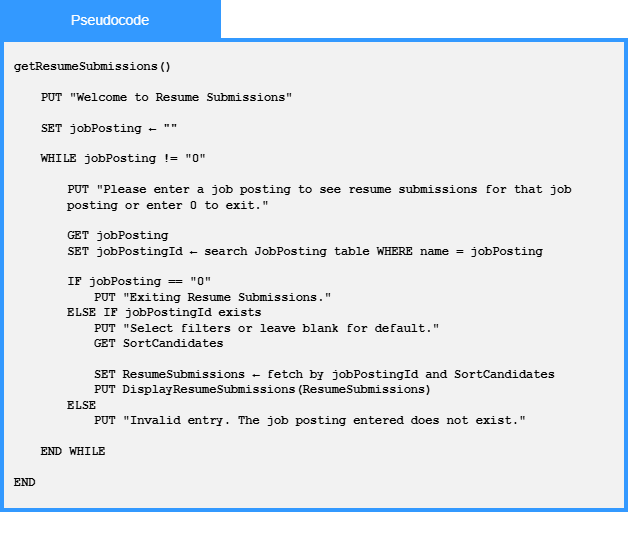 Pseudocode
getResumeSubmissions()
PUT "Welcome to Resume Submissions"
SET jobPosting ← ""
WHILE jobPosting != "0"
PUT "Please enter a job posting to see resume submissions for that job
posting or enter 0 to exit."
GET jobPosting
SET jobPostingId ← search JobPosting table WHERE name = jobPosting
IF jobPosting == "0"
PUT "Exiting Resume Submissions."
ELSE IF jobPostingId exists
PUT "Select filters or leave blank for default."
GET SortCandidates
SET ResumeSubmissions ← fetch by jobPostingId and SortCandidates
PUT DisplayResumeSubmissions(ResumeSubmissions)
ELSE
PUT "Invalid entry. The job posting entered does not exist."
END WHILE
END